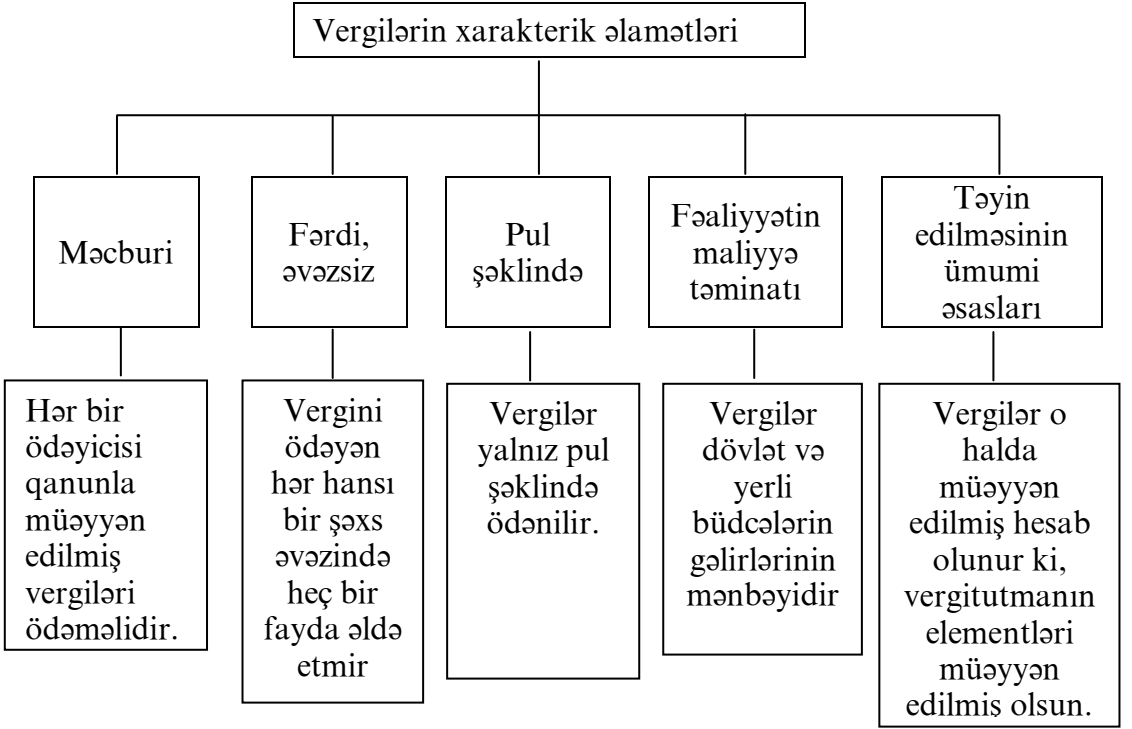 Vergilərin xarakterik əlamətləri
Məcburi
Fərdi,
əvəzsiz
Pul
şəklində
Fəaliyyətin
maliyyə
təminatı
Təyin
edilməsinin
ümumi
əsasları
Hər bir
ödəyicisi
qanunla
müəyyən
edilmiş
vergiləri
ödəməlidir.
Vergini
ödəyən
hər hansı
bir şəxs
əvəzində
heç bir
fayda əldə
etmir
Vergilər
yalnız pul
şəklində
ödənilir.
Vergilər
dövlət və
yerli
büdcələrin
gəlirlərinin
mənbəyidir
Vergilər o
halda
müəyyən
edilmiş hesab
olunur ki,
vergitutmanın
elementləri
müəyyən
edilmiş olsun.